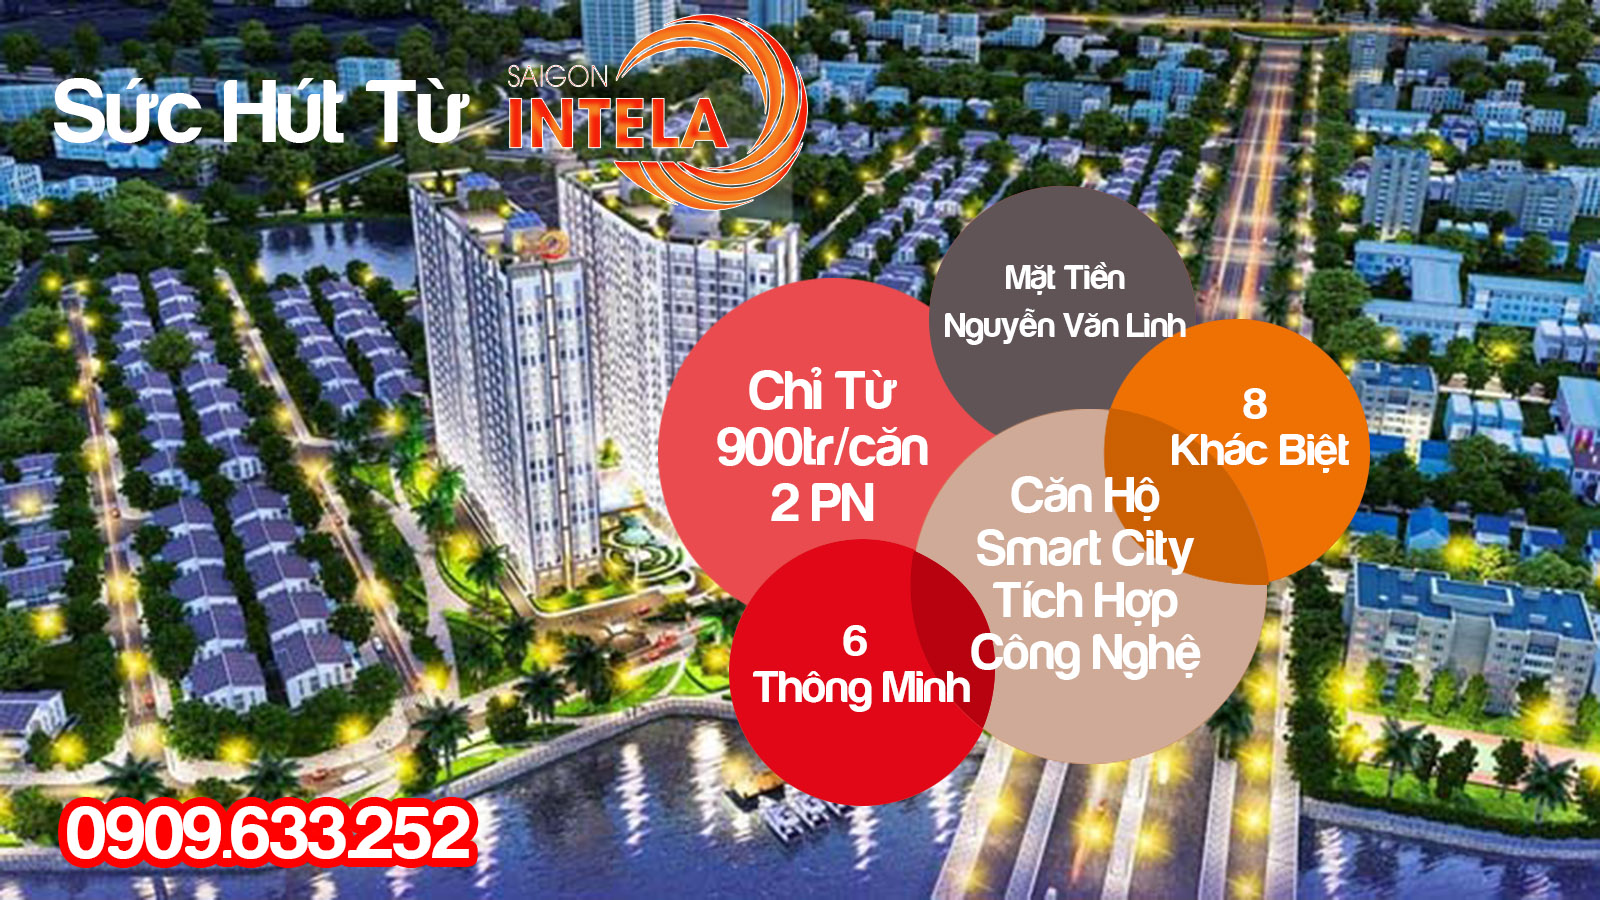 Sức Hút Từ
SAIGON
INTELA
Mặt Tiền
Nguyễn Văn Linh
Chỉ Từ
900tr/căn
2 PN
8
Khác Biệt
Căn Hộ
Smart City
Tích Hợp
Công Nghệ
6
Thông Minh
0909.633.252